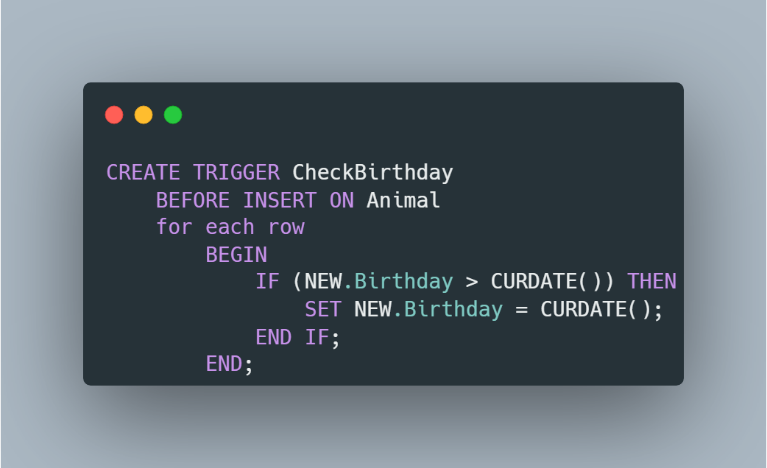 CREATE TRIGGER CheckBirthday
BEFORE INSERT ON Animal
for each row
BEGIN
IF (NEW.Birthday > CURDATE()) THEN
SET NEW.Birthday = CURDATE();
END IF;
END;